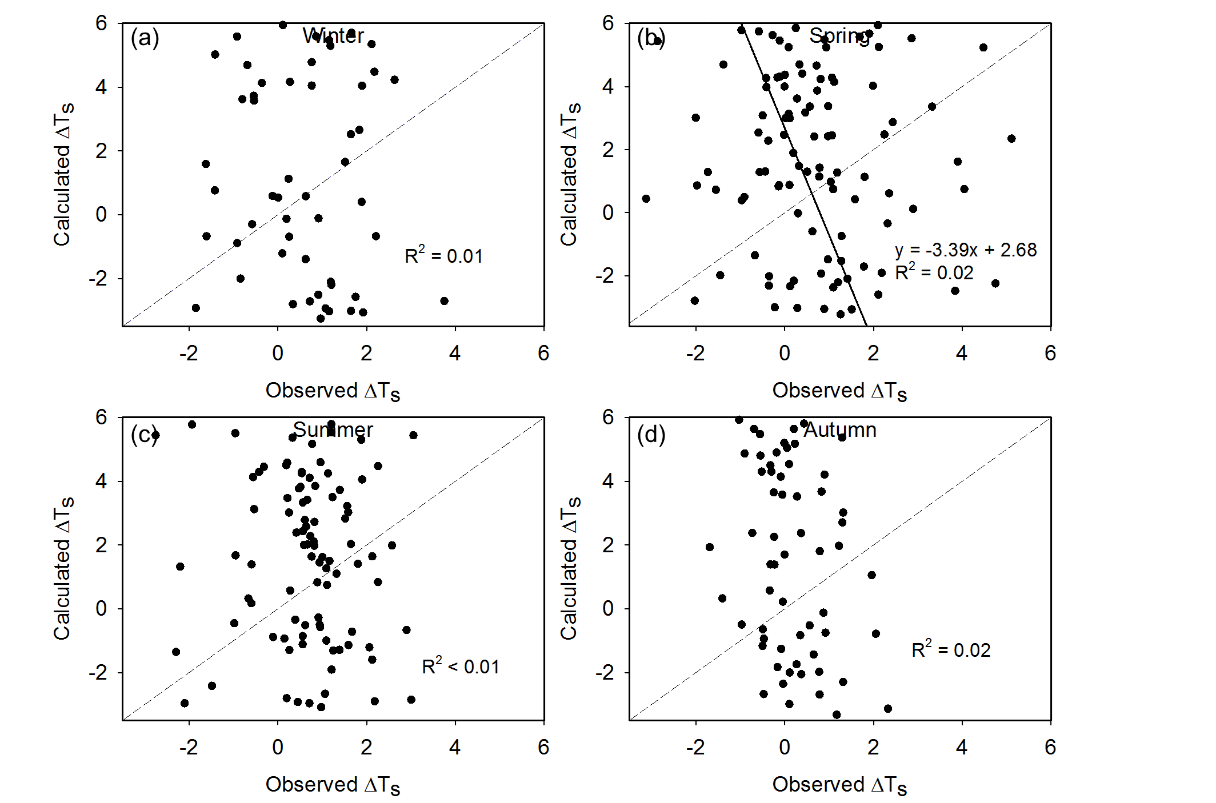 (a) Winter
6
4
2
0
-2
Calculated ΔTs
R² = 0.01
-2 0 2 4 6
Observed ΔTs
(b) Spring
6
4
2
0
-2
Calculated ΔTs
y = -3.39x + 2.68
R² = 0.02
-2 0 2 4 6
Observed ΔTs
(c) Summer
6
4
2
0
-2
Calculated ΔTs
R² < 0.01
-2 0 2 4 6
Observed ΔTs
(d) Autumn
6
4
2
0
-2
Calculated ΔTs
R² = 0.02
-2 0 2 4 6
Observed ΔTs